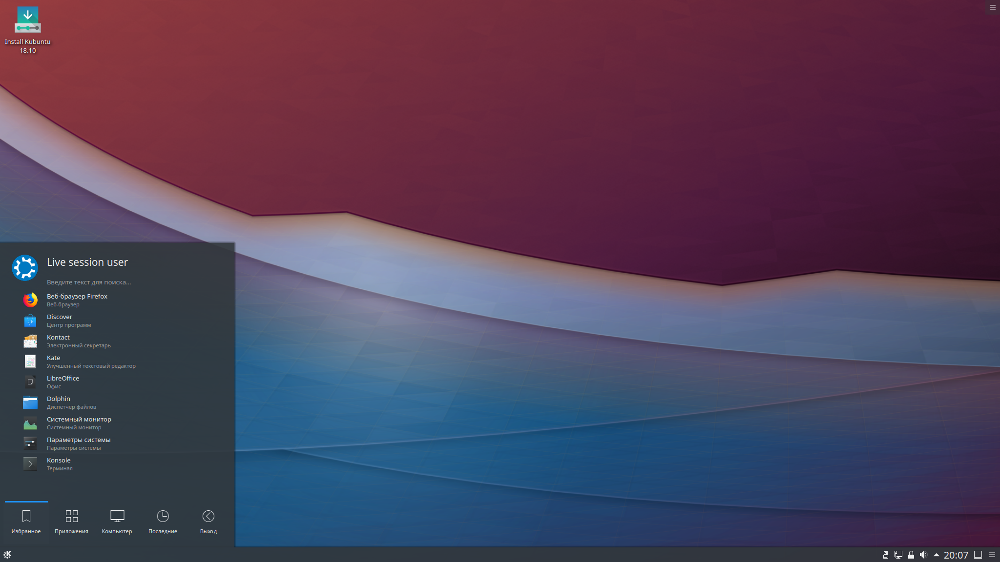 Install Kubuntu
18.10
Live session user
Введите текст для поиска...
Веб-браузер Firefox
Веб-браузер
Discover
Центр программ
Kontact
Электронный секретарь
Kate
Улучшенный текстовый редактор
LibreOffice
Офис
Dolphin
Диспетчер файлов
Системный монитор
Системный монитор
Параметры системы
Параметры системы
Konsole
Терминал
Избранное
Приложения
Компьютер
Последние
Выход
20:07